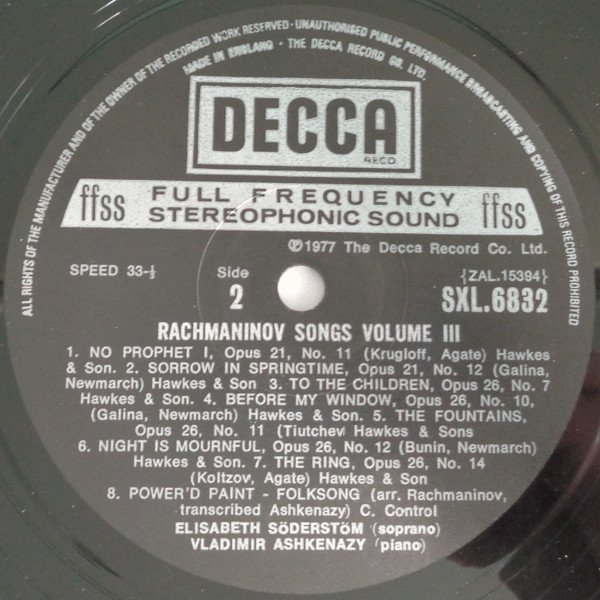 ALL RIGHTS OF THE MANUFACTURER AND OF THE OWNER OF THE RECORDED WORK RESERVED · UNAUTHORISED PUBLIC PERFORMANCE BROADCASTING AND COPYING OF THIS RECORD PROHIBITED
MADE IN ENGLAND · THE DECCA RECORD CO. LTD.
DECCA
RECD
ffss FULL FREQUENCY ffss
STEREOPHONIC SOUND
℗1977 The Decca Record Co. Ltd.
SPEED 33-⅓ Side {ZAL.15394}
2 SXL.6832
RACHMANINOV SONGS VOLUME III
1. NO PROPHET I, Opus 21, No. 11 (Krugloff, Agate) Hawkes
& Son. 2. SORROW IN SPRINGTIME, Opus 21, No. 12 (Galina,
Newmarch) Hawkes & Son 3. TO THE CHILDREN, Opus 26, No. 7
Hawkes & Son. 4. BEFORE MY WINDOW, Opus 26, No. 10,
(Galina, Newmarch) Hawkes & Son. 5. THE FOUNTAINS,
Opus 26, No. 11 (Tiutchev Hawkes & Sons
6. NIGHT IS MOURNFUL, Opus 26, No. 12 (Bunin, Newmarch)
Hawkes & Son. 7. THE RING, Opus 26, No. 14
(Koltzov, Agate) Hawkes & Son
8. POWER'D PAINT - FOLKSONG (arr. Rachmaninov,
transcribed Ashkenazy) C. Control
ELISABETH SÖDERSTÖM (soprano)
VLADIMIR ASHKENAZY (piano)